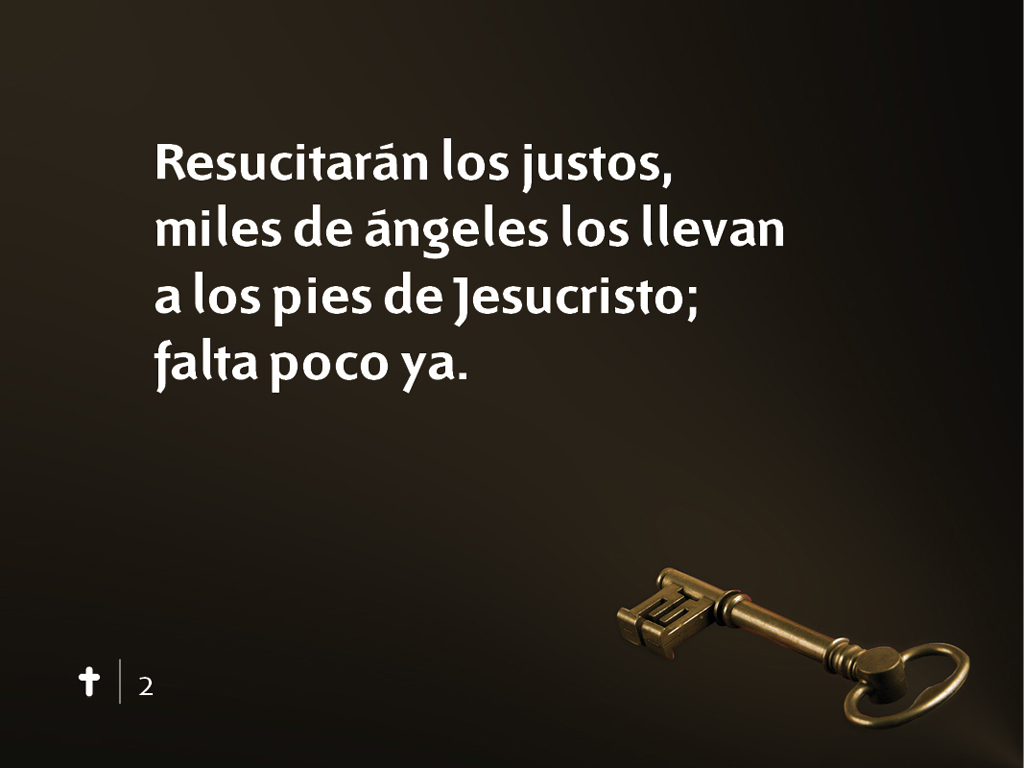 Resucitarán los justos,
miles de ángeles los llevan
a los pies de Jesucristo;
falta poco ya.
2